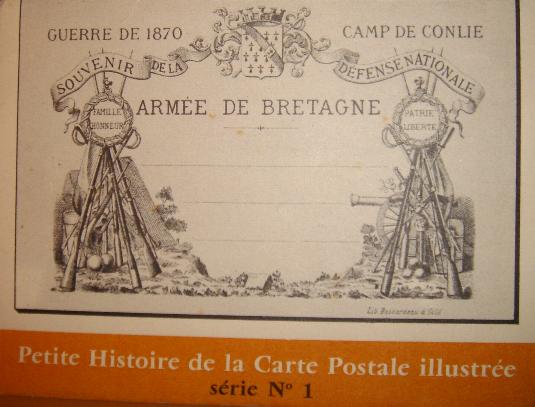 GUERRE DE 1870 CAMP DE CONLIE
SOUVENIR DE LA DÉFENSE NATIONALE
ARMÉE DE BRETAGNE
FAMILLE
HONNEUR
PATRIE
LIBERTÉ
Petite Histoire de la Carte Postale illustrée
série Nº 1